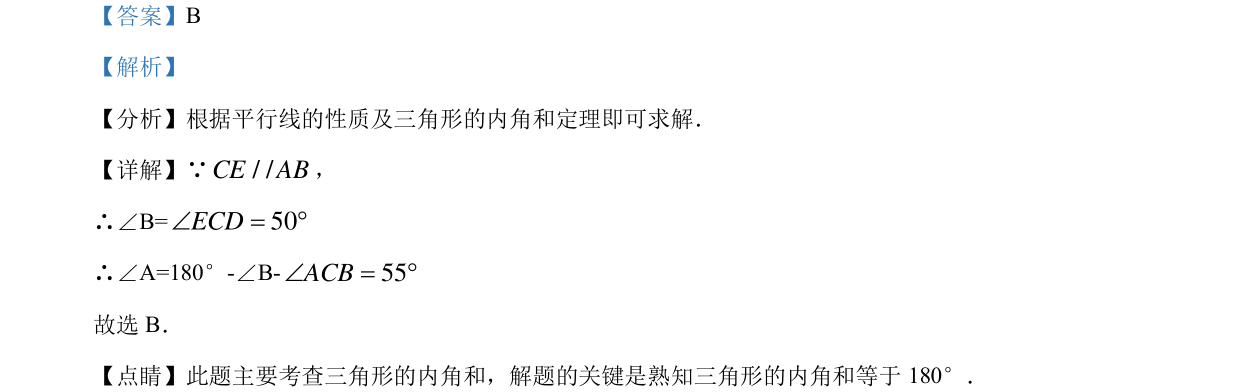 【答案】B
【解析】
【分析】根据平行线的性质及三角形的内角和定理即可求解．
【详解】∵CE//AB，
∴∠B=∠ECD=50°
∴∠A=180°-∠B-∠ACB=55°
故选 B．
【点睛】此题主要考查三角形的内角和，解题的关键是熟知三角形的内角和等于 180°．